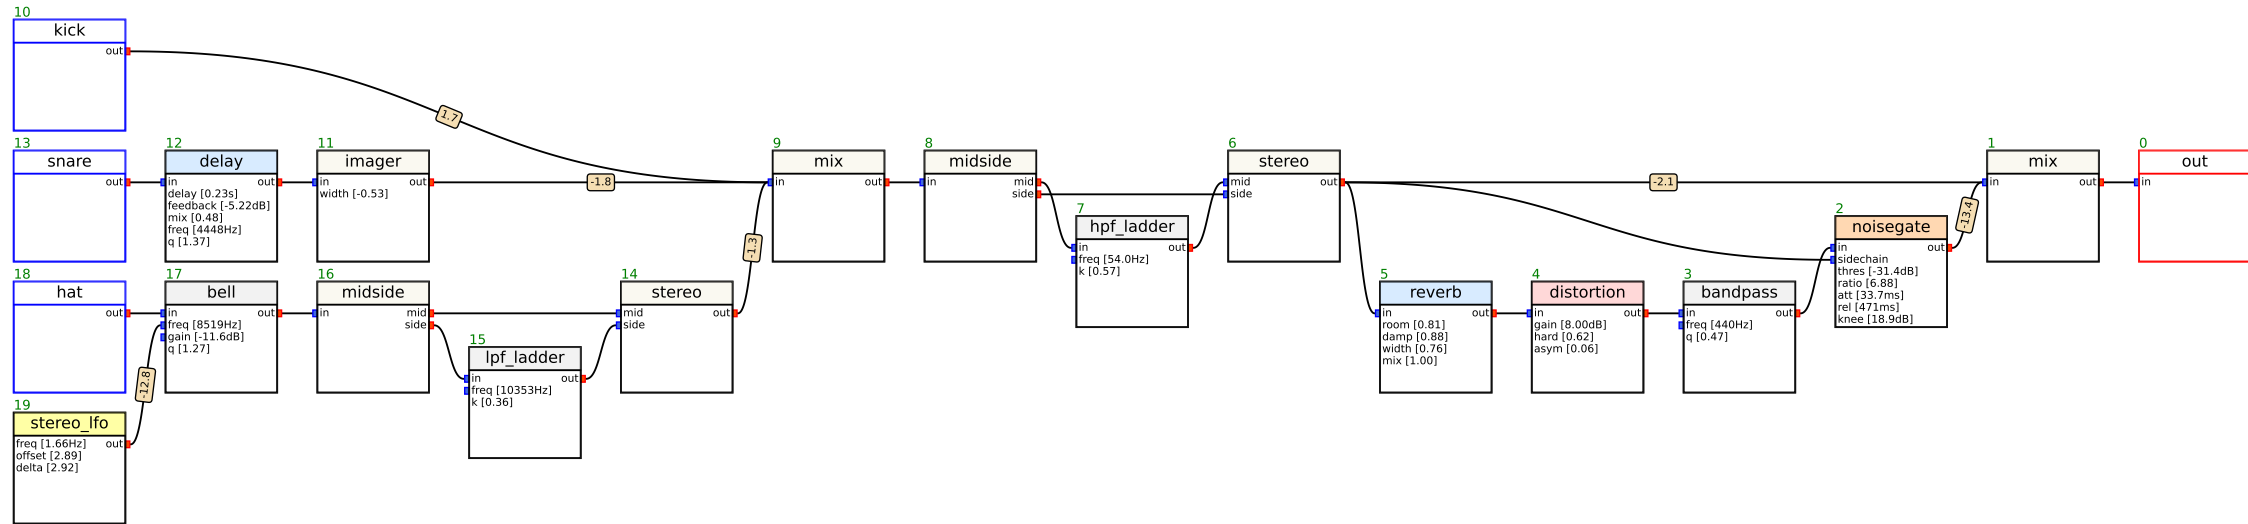 10
kick
out
1.7
13
snare
out
12
delay
in out
delay [0.23s]
feedback [-5.22dB]
mix [0.48]
freq [4448Hz]
q [1.37]
11
imager
in out
width [-0.53]
-1.8
9
mix
in out
8
midside
in mid
side
7
hpf_ladder
in out
freq [54.0Hz]
k [0.57]
6
stereo
mid out
side
-2.1
1
mix
in out
0
out
in
18
hat
out
17
bell
in out
freq [8519Hz]
gain [-11.6dB]
q [1.27]
16
midside
in mid
side
15
lpf_ladder
in out
freq [10353Hz]
k [0.36]
14
stereo
mid out
side
-1.3
5
reverb
in out
room [0.81]
damp [0.88]
width [0.76]
mix [1.00]
4
distortion
in out
gain [8.00dB]
hard [0.62]
asym [0.06]
3
bandpass
in out
freq [440Hz]
q [0.47]
2
noisegate
in out
sidechain
thres [-31.4dB]
ratio [6.88]
att [33.7ms]
rel [471ms]
knee [18.9dB]
-13.4
19
stereo_lfo
freq [1.66Hz] out
offset [2.89]
delta [2.92]
-12.8